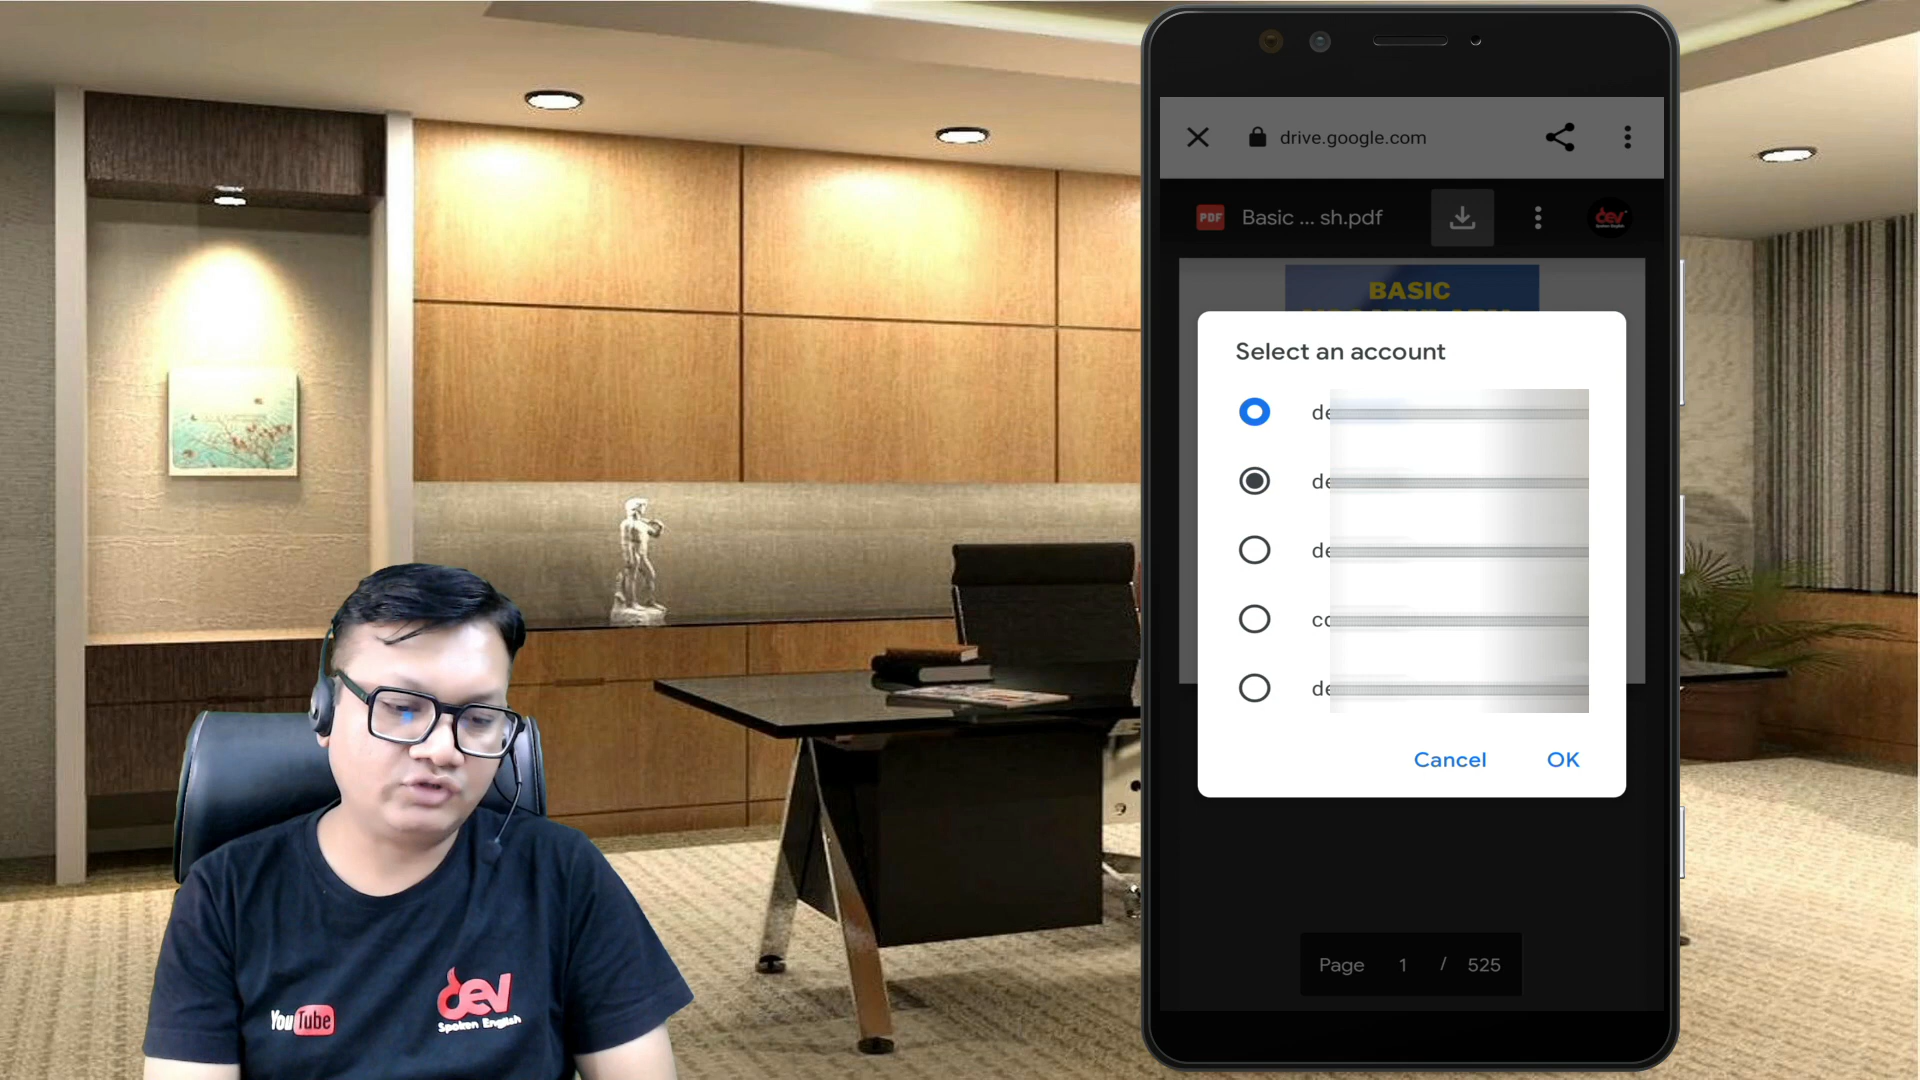 drive.google.com
PDF Basic ... sh.pdf
dev
BASIC
Select an account
de
de
de
co
de
Cancel OK
Page 1 / 525
YouTube
dev
Spoken English